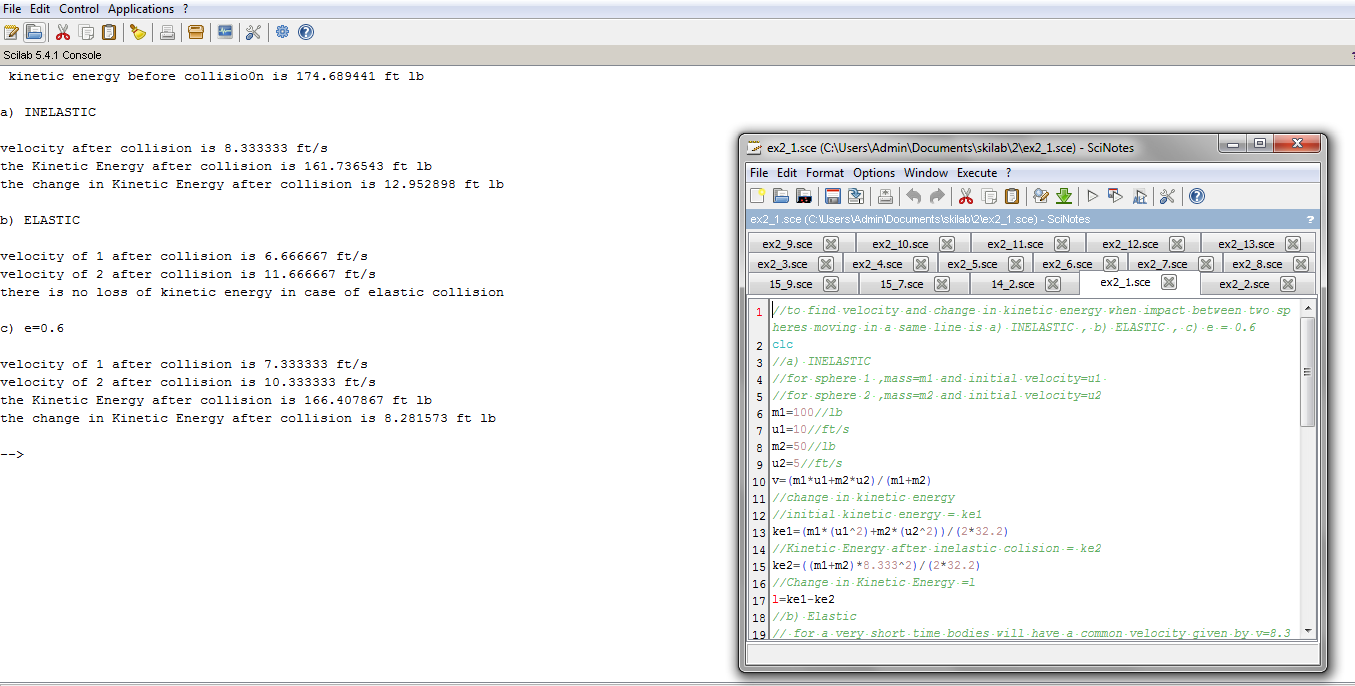 File Edit Control Applications ?
Scilab 5.4.1 Console
?
kinetic energy before collisio0n is 174.689441 ft lb
a) INELASTIC
velocity after collision is 8.333333 ft/s
the Kinetic Energy after collision is 161.736543 ft lb
the change in Kinetic Energy after collision is 12.952898 ft lb
b) ELASTIC
velocity of 1 after collision is 6.666667 ft/s
velocity of 2 after collision is 11.666667 ft/s
there is no loss of kinetic energy in case of elastic collision
c) e=0.6
velocity of 1 after collision is 7.333333 ft/s
velocity of 2 after collision is 10.333333 ft/s
the Kinetic Energy after collision is 166.407867 ft lb
the change in Kinetic Energy after collision is 8.281573 ft lb
-->
ex2_1.sce (C:\Users\Admin\Documents\skilab\2\ex2_1.sce) - SciNotes
File Edit Format Options Window Execute ?
ex2_1.sce (C:\Users\Admin\Documents\skilab\2\ex2_1.sce) - SciNotes ?
ex2_9.sce ex2_10.sce ex2_11.sce ex2_12.sce ex2_13.sce
ex2_3.sce ex2_4.sce ex2_5.sce ex2_6.sce ex2_7.sce ex2_8.sce
15_9.sce 15_7.sce 14_2.sce ex2_1.sce ex2_2.sce
1 //to find velocity and change in kinetic energy when impact between two sp
heres moving in a same line is a) INELASTIC , b) ELASTIC , c) e = 0.6
2 clc
3 //a) INELASTIC
4 //for sphere 1 ,mass=m1 and initial velocity=u1
5 //for sphere 2 ,mass=m2 and initial velocity=u2
6 m1=100//lb
7 u1=10//ft/s
8 m2=50//lb
9 u2=5//ft/s
10 v=(m1*u1+m2*u2)/(m1+m2)
11 //change in kinetic energy
12 //initial kinetic energy = ke1
13 ke1=(m1*(u1^2)+m2*(u2^2))/(2*32.2)
14 //Kinetic Energy after inelastic colision = ke2
15 ke2=((m1+m2)*8.333^2)/(2*32.2)
16 //Change in Kinetic Energy =l
17 l=ke1-ke2
18 //b) Elastic
19 // for a very short time bodies will have a common velocity given by v=8.3